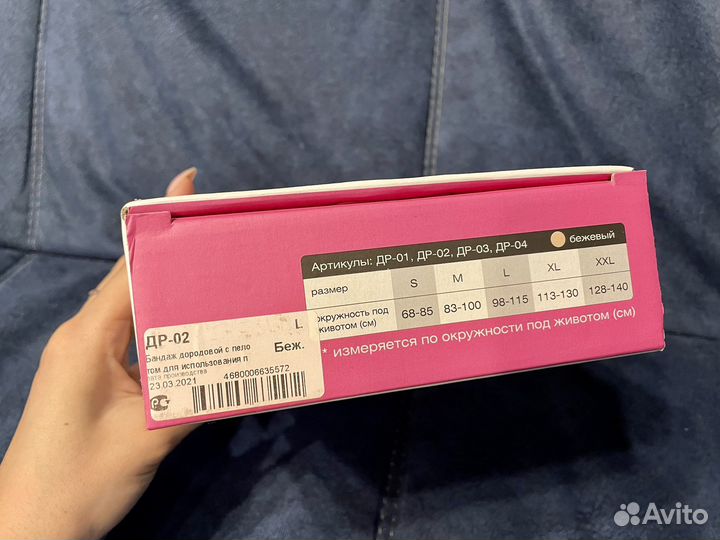 Артикулы: ДР-01, ДР-02, ДР-03, ДР-04 бежевый
размер S M L XL XXL
окружность под животом (см) 68-85 83-100 98-115 113-130 128-140
* измеряется по окружности под животом (см)
ДР-02 L
Бандаж дородовой с пело Беж.
том для использования п
дата производства
23.03.2021
4680006635572
Avito